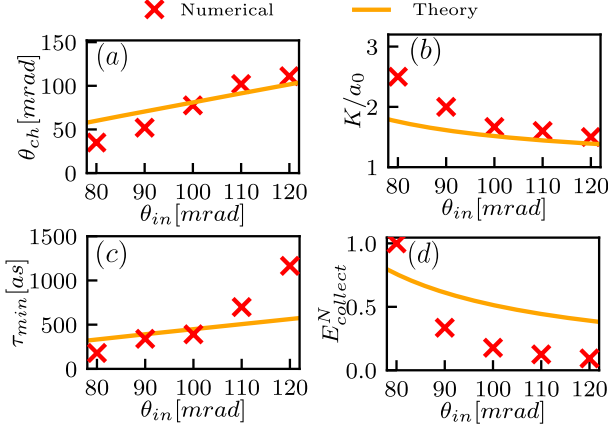 Numerical Theory
(a)
150
100
50
0
θ_ch[mrad]
80 90 100 110 120
θ_in[mrad]
(b)
3
2
1
K/a_0
80 90 100 110 120
θ_in[mrad]
(c)
1500
1000
500
0
τ_min[as]
80 90 100 110 120
θ_in[mrad]
(d)
1.0
0.5
0.0
E^N_collect
80 90 100 110 120
θ_in[mrad]